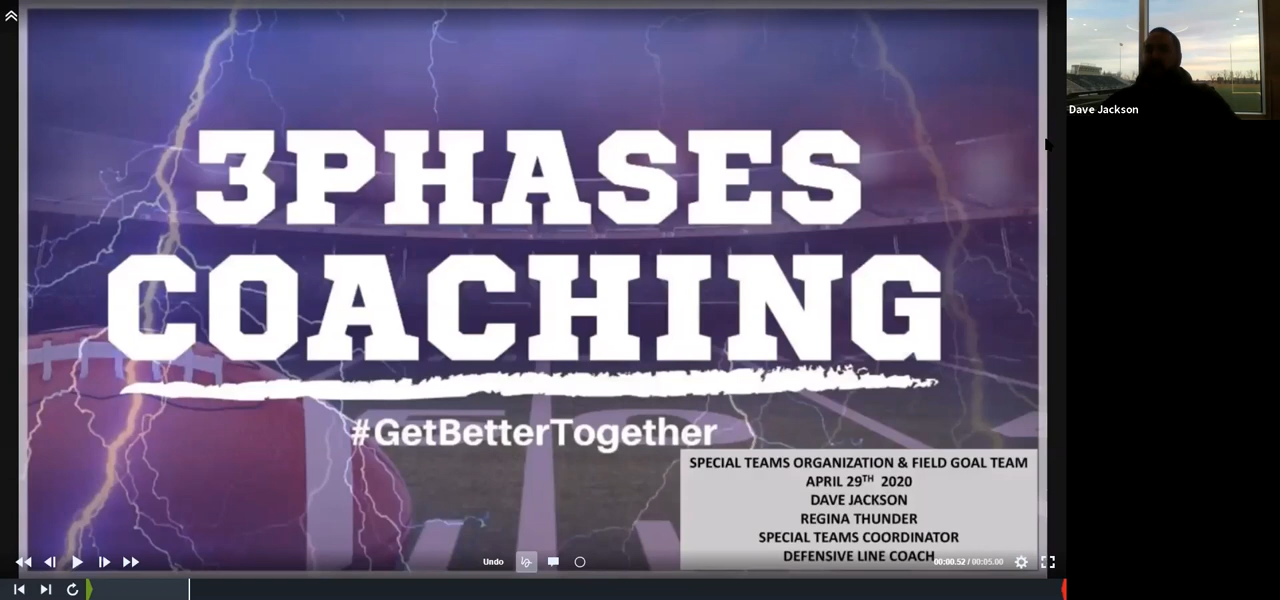 3PHASES
COACHING
#GetBetterTogether
SPECIAL TEAMS ORGANIZATION & FIELD GOAL TEAM
APRIL 29TH 2020
DAVE JACKSON
REGINA THUNDER
SPECIAL TEAMS COORDINATOR
DEFENSIVE LINE COACH
Dave Jackson
Undo
00:00.52 / 00:05.00